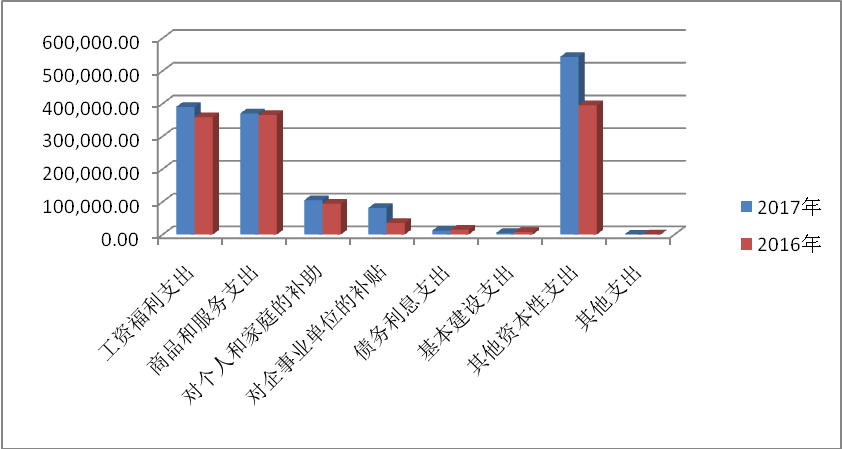 600,000.00
500,000.00
400,000.00
300,000.00
200,000.00
100,000.00
0.00
工资福利支出
商品和服务支出
对个人和家庭的补助
对企事业单位的补贴
债务利息支出
基本建设支出
其他资本性支出
其他支出
2017年
2016年